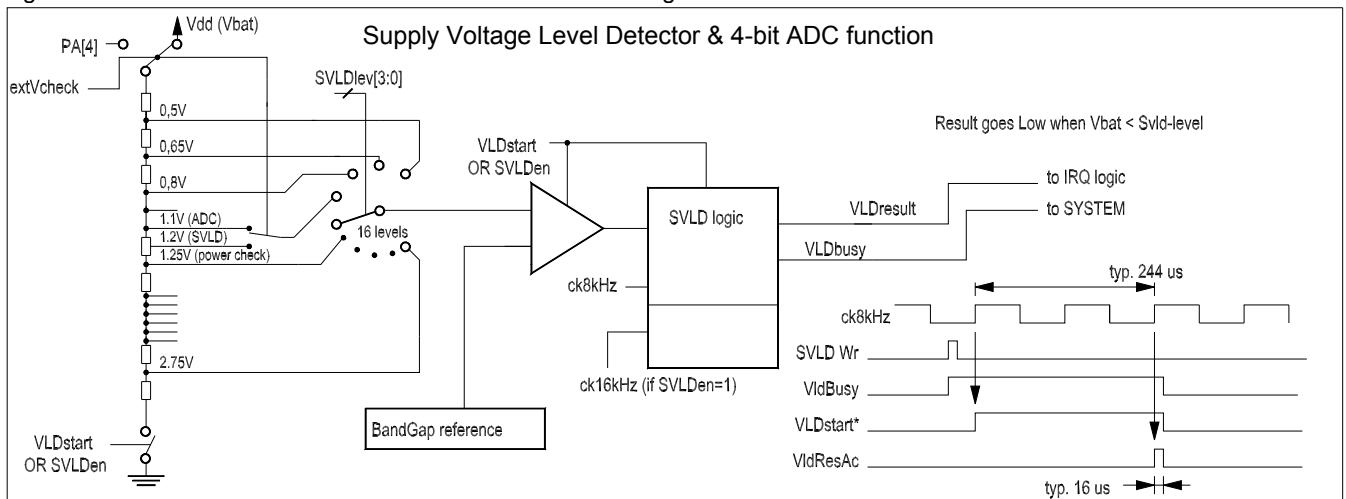 Vdd (Vbat)
Supply Voltage Level Detector & 4-bit ADC function
PA[4]
extVcheck
SVLDlev[3:0]
0,5V
0,65V
0,8V
1.1V (ADC)
1.2V (SVLD)
1.25V (power check)
2.75V
16 levels
VLDstart
OR SVLDen
VLDstart
OR SVLDen
BandGap reference
SVLD logic
ck8kHz
ck16kHz (if SVLDen=1)
Result goes Low when Vbat < Svld-level
VLDresult
to IRQ logic
VLDbusy
to SYSTEM
typ. 244 us
ck8kHz
SVLD Wr
VldBusy
VLDstart*
VldResAc
typ. 16 us